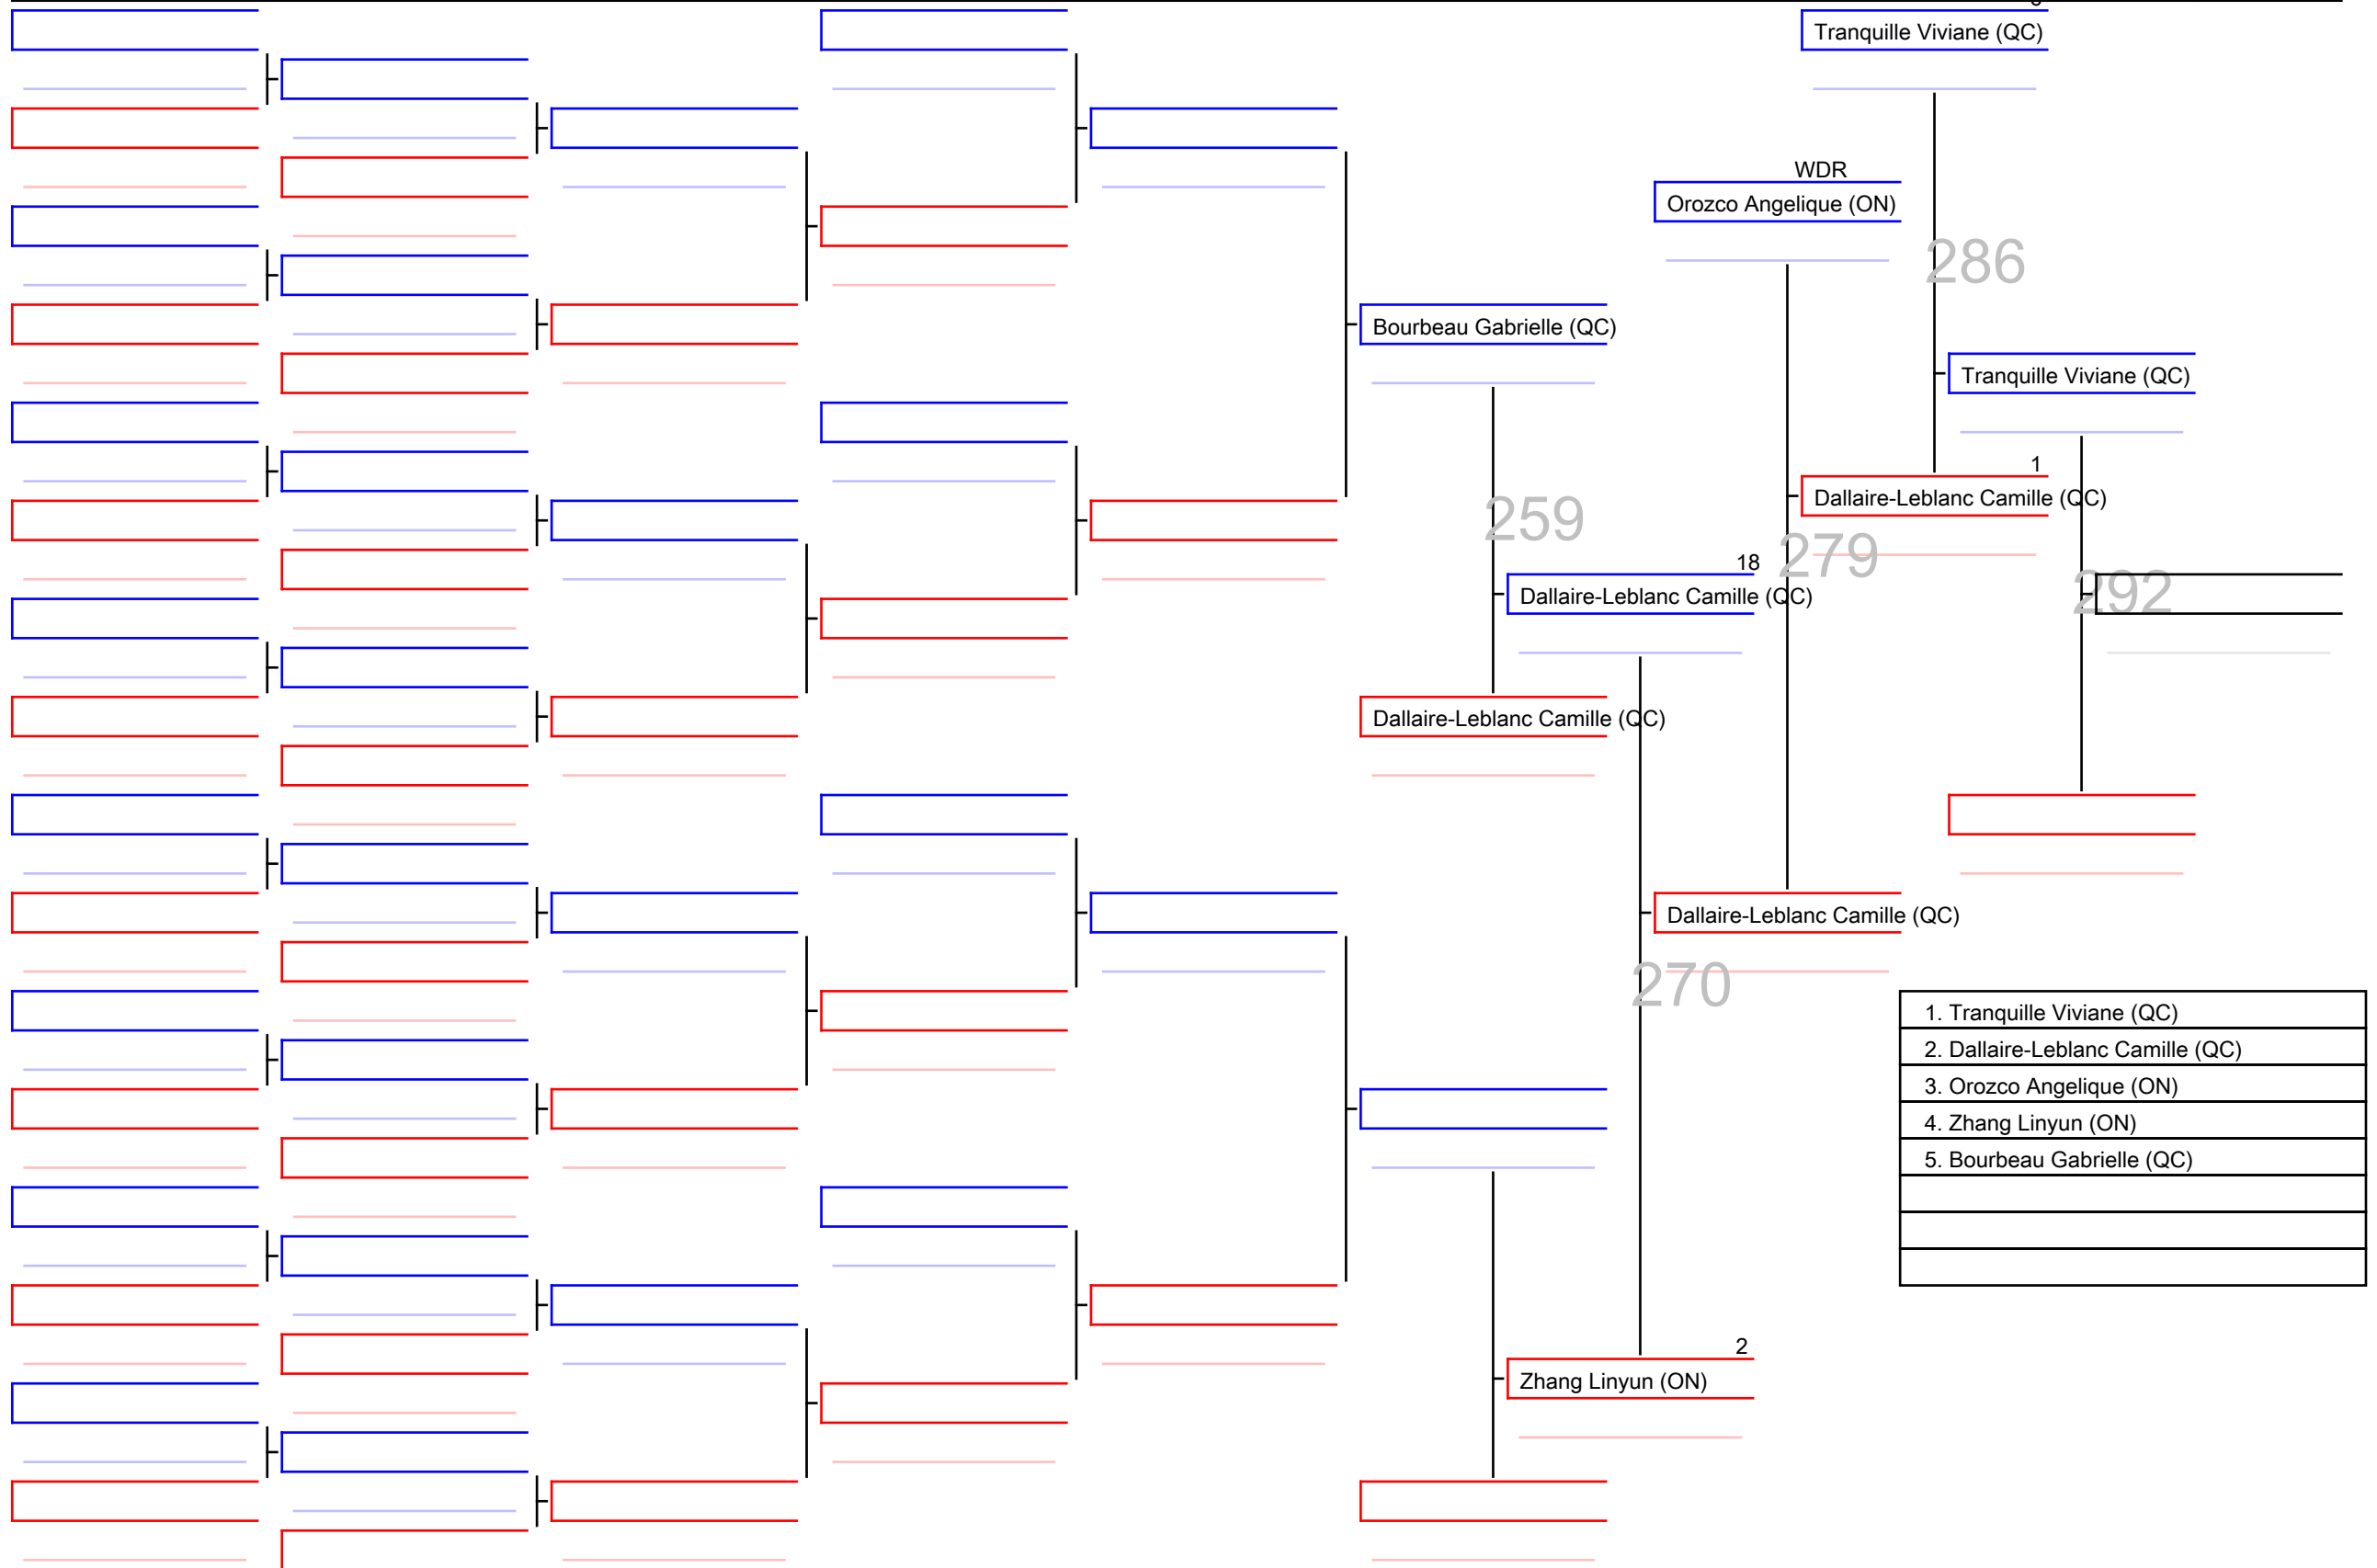 Tranquille Viviane (QC)
WDR
Orozco Angelique (ON)
286
Bourbeau Gabrielle (QC)
Tranquille Viviane (QC)
1
Dallaire-Leblanc Camille (QC)
259
279
18
Dallaire-Leblanc Camille (QC)
292
Dallaire-Leblanc Camille (QC)
Dallaire-Leblanc Camille (QC)
270
1. Tranquille Viviane (QC)
2. Dallaire-Leblanc Camille (QC)
3. Orozco Angelique (ON)
4. Zhang Linyun (ON)
5. Bourbeau Gabrielle (QC)
2
Zhang Linyun (ON)